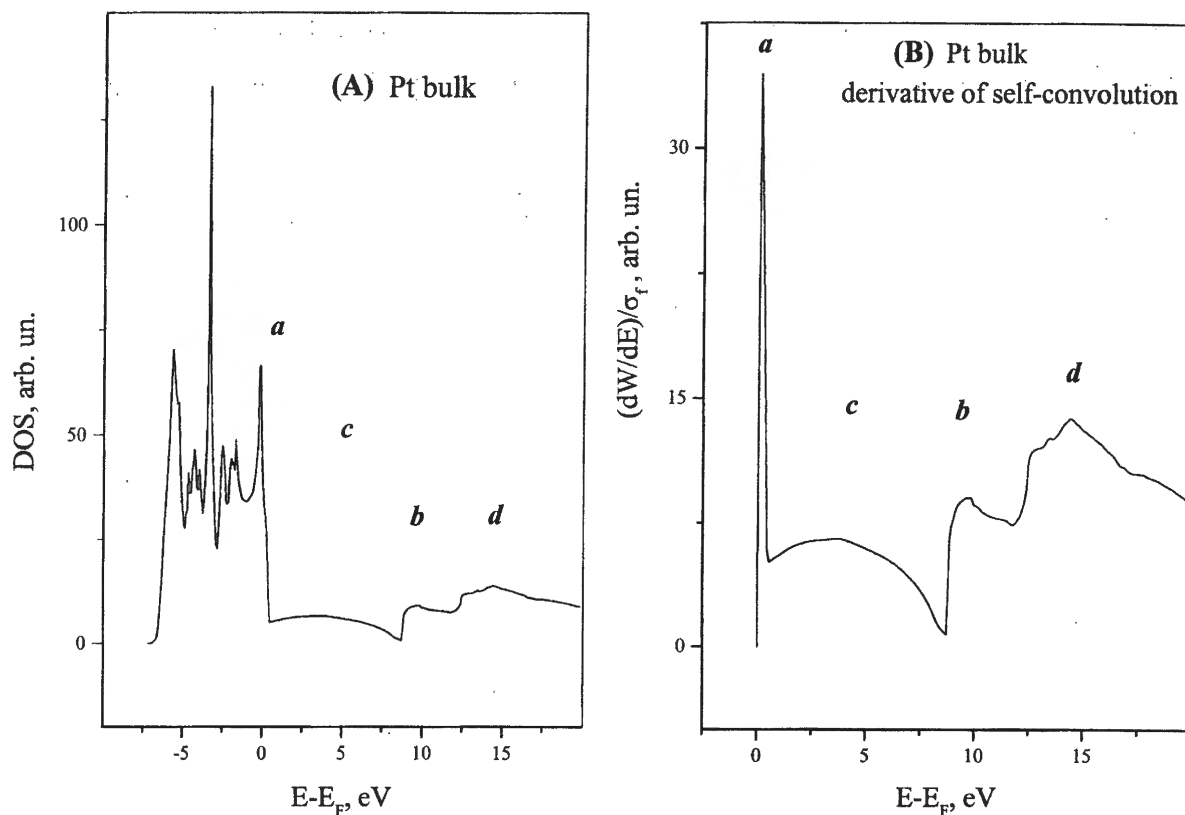 (A) Pt bulk
DOS, arb. un.
100
50
0
a
c
b
d
-5
0
5
10
15
E-E_F, eV
(B) Pt bulk
derivative of self-convolution
(dW/dE)/σ_f, arb. un.
30
15
0
a
c
b
d
0
5
10
15
E-E_F, eV